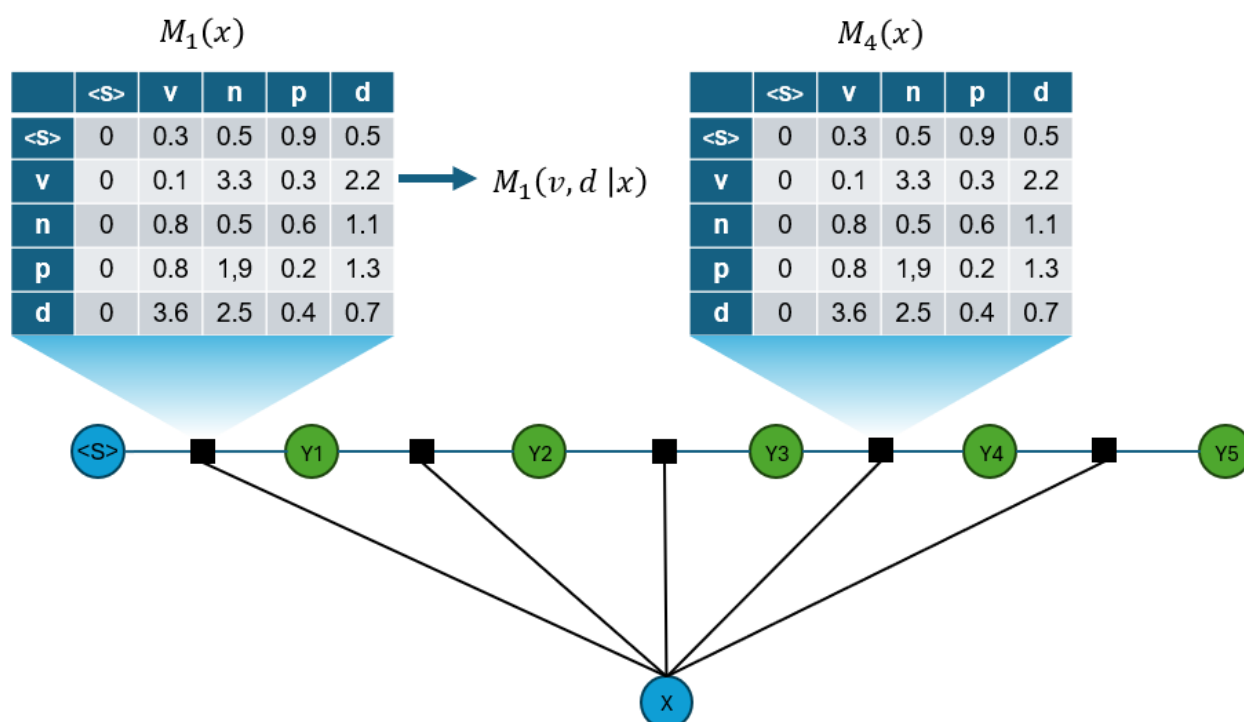 M₁(x)
<S> v n p d
<S> 0 0.3 0.5 0.9 0.5
v 0 0.1 3.3 0.3 2.2
n 0 0.8 0.5 0.6 1.1
p 0 0.8 1,9 0.2 1.3
d 0 3.6 2.5 0.4 0.7
M₁(v, d |x)
M₄(x)
<S> v n p d
<S> 0 0.3 0.5 0.9 0.5
v 0 0.1 3.3 0.3 2.2
n 0 0.8 0.5 0.6 1.1
p 0 0.8 1,9 0.2 1.3
d 0 3.6 2.5 0.4 0.7
<S> Y1 Y2 Y3 Y4 Y5
X